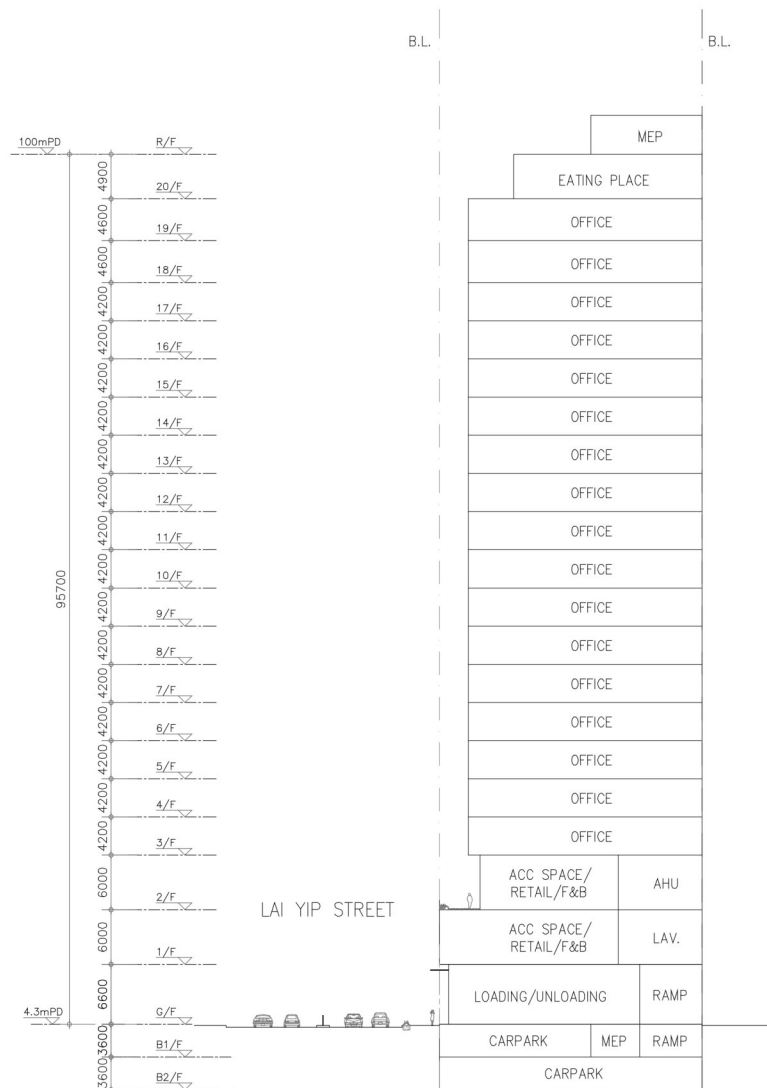 B.L.
B.L.
100mPD
R/F
MEP
4900
EATING PLACE
20/F
4600
OFFICE
19/F
4600
OFFICE
18/F
4200
OFFICE
17/F
4200
OFFICE
16/F
4200
OFFICE
15/F
4200
OFFICE
14/F
4200
OFFICE
13/F
4200
OFFICE
12/F
4200
OFFICE
11/F
4200
OFFICE
10/F
4200
OFFICE
9/F
4200
OFFICE
8/F
4200
OFFICE
7/F
4200
OFFICE
6/F
4200
OFFICE
5/F
4200
OFFICE
4/F
4200
OFFICE
3/F
95700
6000
ACC SPACE/
RETAIL/F&B
AHU
2/F
LAI YIP STREET
6000
ACC SPACE/
RETAIL/F&B
LAV.
1/F
6600
LOADING/UNLOADING
RAMP
4.3mPD
G/F
3600
CARPARK
MEP
RAMP
B1/F
3600
CARPARK
B2/F